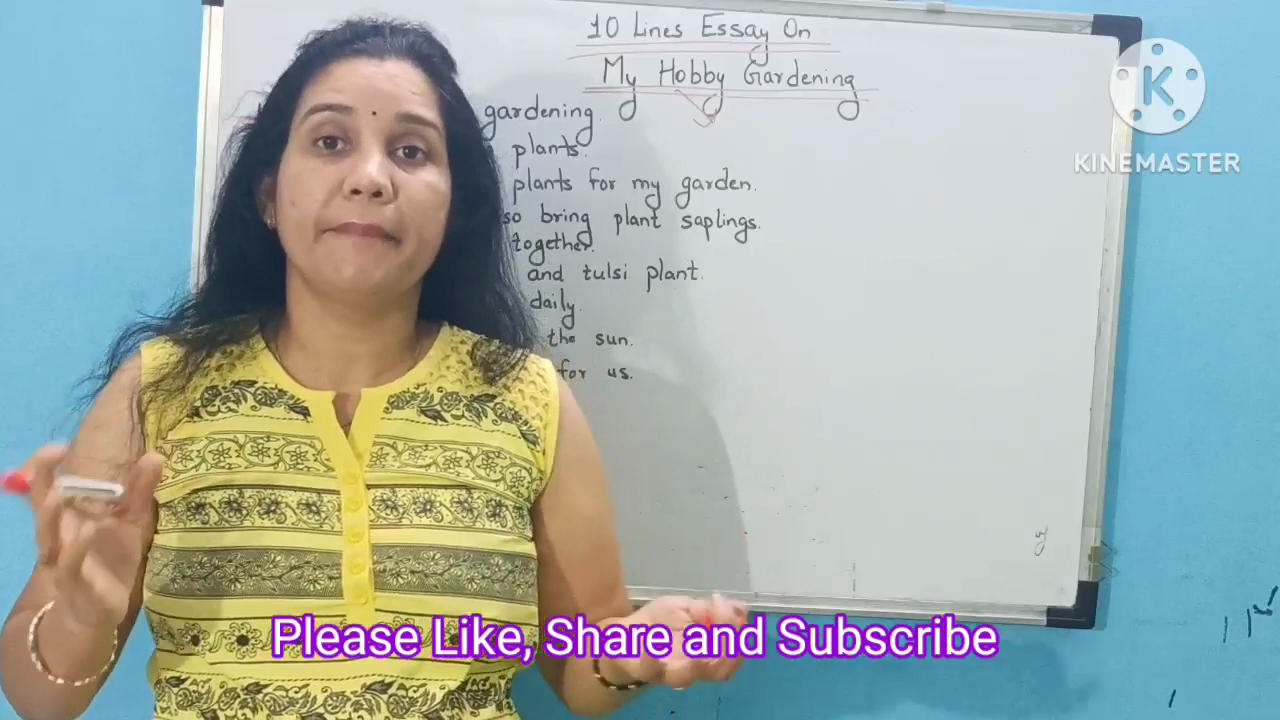 10 Lines Essay On
My Hobby Gardening
gardening.
plants.
plants for my garden.
so bring plant saplings.
together.
and tulsi plant.
daily.
the sun.
for us.
K
KINEMASTER
Please Like, Share and Subscribe